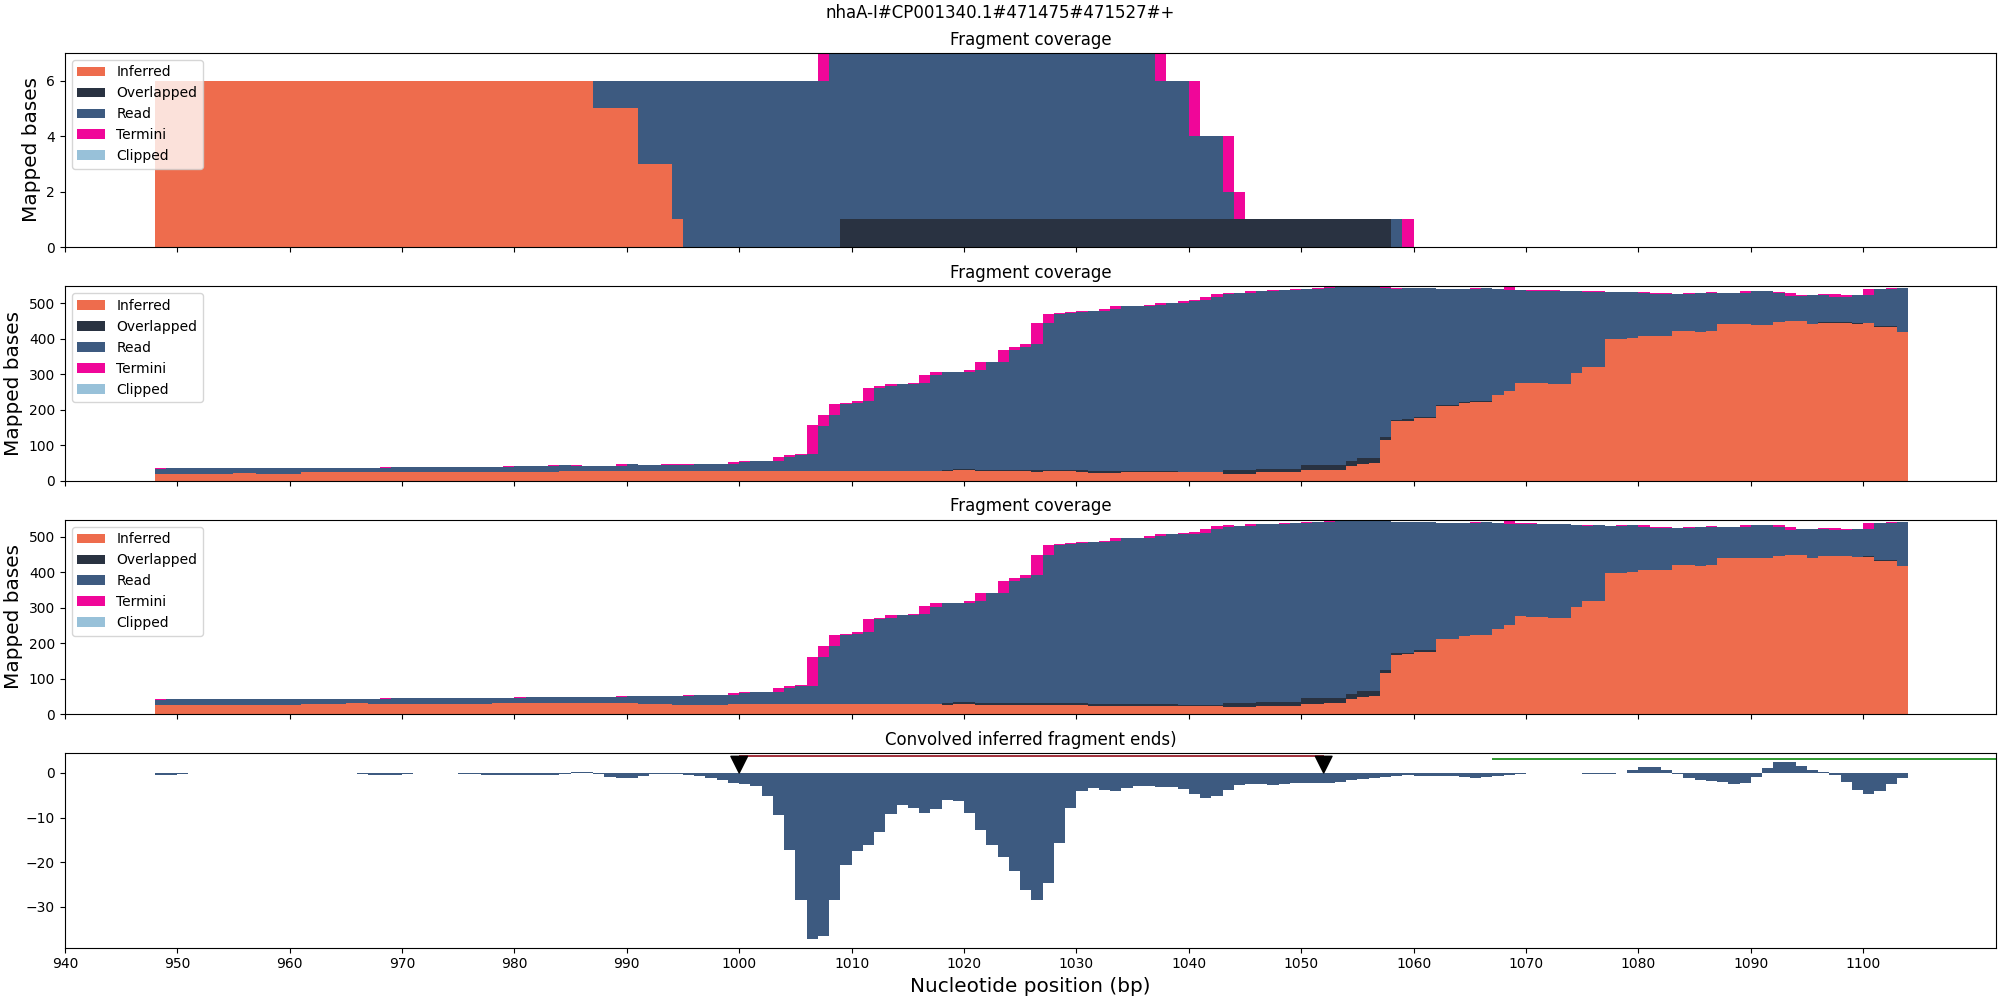 nhaA-I#CP001340.1#471475#471527#+
Fragment coverage
Mapped bases
6
4
2
0
Inferred
Overlapped
Read
Termini
Clipped
Fragment coverage
Mapped bases
500
400
300
200
100
0
Inferred
Overlapped
Read
Termini
Clipped
Fragment coverage
Mapped bases
500
400
300
200
100
0
Inferred
Overlapped
Read
Termini
Clipped
Convolved inferred fragment ends)
0
−10
−20
−30
940 950 960 970 980 990 1000 1010 1020 1030 1040 1050 1060 1070 1080 1090 1100
Nucleotide position (bp)